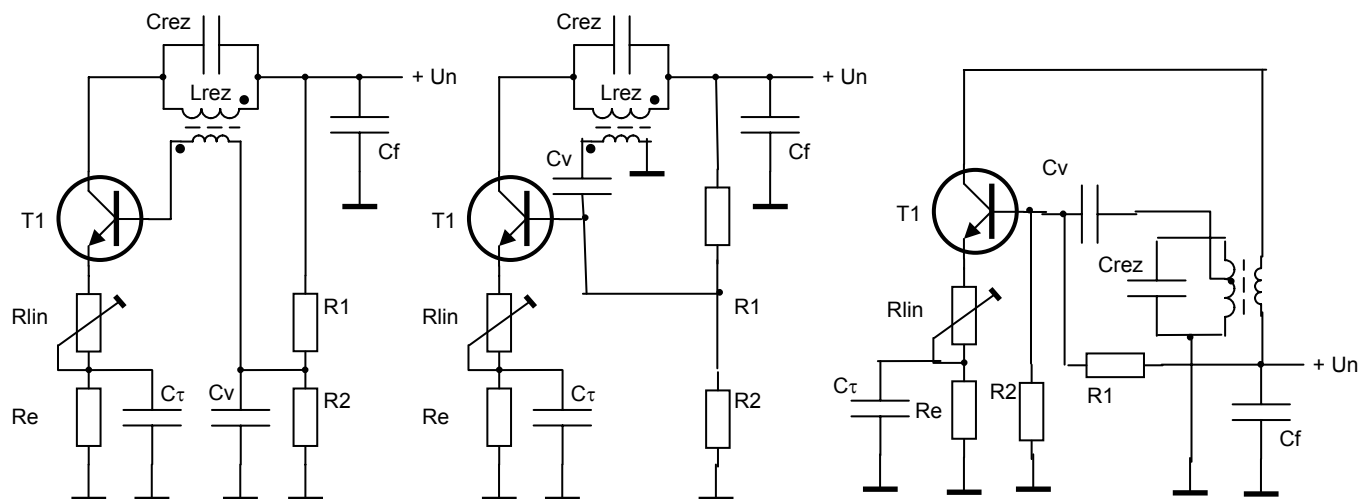 Crez
+ Un
Lrez
Cf
T1
Rlin
R1
Cτ
Cv
R2
Re
Crez
+ Un
Lrez
Cv
Cf
T1
Rlin
R1
Cτ
R2
Re
Cv
T1
Crez
Rlin
+ Un
R1
Cτ
Re
R2
Cf